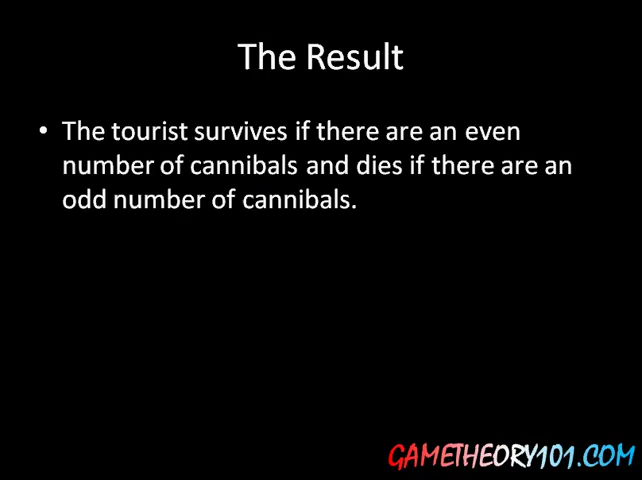 The Result
• The tourist survives if there are an even
number of cannibals and dies if there are an
odd number of cannibals.
GAMETHEORY101.COM